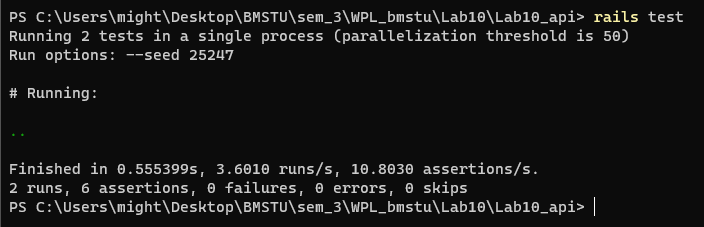 PS C:\Users\might\Desktop\BMSTU\sem_3\WPL_bmstu\Lab10\Lab10_api> rails test
Running 2 tests in a single process (parallelization threshold is 50)
Run options: --seed 25247
# Running:
..
Finished in 0.555399s, 3.6010 runs/s, 10.8030 assertions/s.
2 runs, 6 assertions, 0 failures, 0 errors, 0 skips
PS C:\Users\might\Desktop\BMSTU\sem_3\WPL_bmstu\Lab10\Lab10_api>